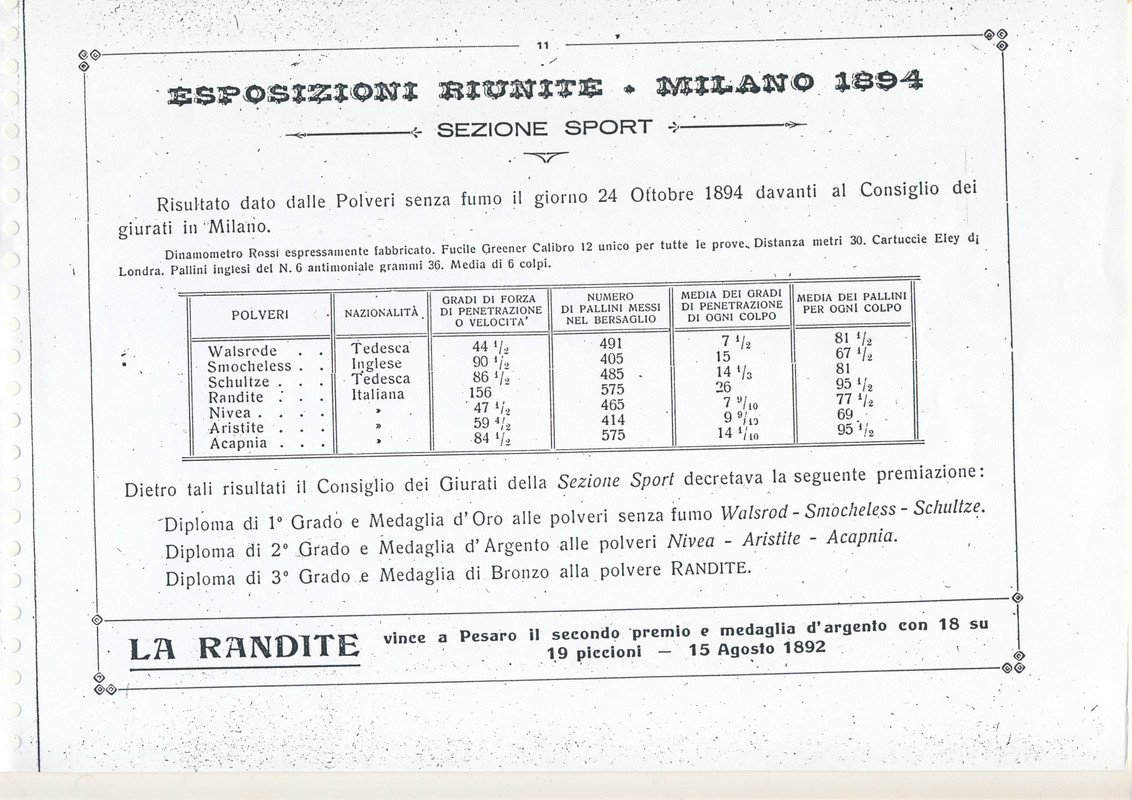 11
ESPOSIZIONI RIUNITE • MILANO 1894
SEZIONE SPORT
Risultato dato dalle Polveri senza fumo il giorno 24 Ottobre 1894 davanti al Consiglio dei
giurati in Milano.
Dinamometro Rossi espressamente fabbricato. Fucile Greener Calibro 12 unico per tutte le prove. Distanza metri 30. Cartuccie Eley di
Londra. Pallini inglesi del N. 6 antimoniale grammi 36. Media di 6 colpi.
POLVERI NAZIONALITÀ GRADI DI FORZA DI PENETRAZIONE O VELOCITA' NUMERO DI PALLINI MESSI NEL BERSAGLIO MEDIA DEI GRADI DI PENETRAZIONE DI OGNI COLPO MEDIA DEI PALLINI PER OGNI COLPO
Walsrode . . Tedesca 44 1/2 491 7 1/2 81 1/2
Smocheless . . Inglese 90 1/2 405 15 67 1/2
Schultze . . . Tedesca 86 1/2 485 14 1/3 81
Randite . . . Italiana 156 575 26 95 1/2
Nivea . . . . » 47 1/2 465 7 9/10 77 1/2
Aristite . . . » 59 4/2 414 9 9/10 69
Acapnia . . . » 84 1/2 575 14 1/10 95 1/2
Dietro tali risultati il Consiglio dei Giurati della Sezione Sport decretava la seguente premiazione:
Diploma di 1° Grado e Medaglia d'Oro alle polveri senza fumo Walsrod - Smocheless - Schultze.
Diploma di 2° Grado e Medaglia d'Argento alle polveri Nivea - Aristite - Acapnia.
Diploma di 3° Grado e Medaglia di Bronzo alla polvere RANDITE.
LA RANDITE vince a Pesaro il secondo premio e medaglia d'argento con 18 su
19 piccioni — 15 Agosto 1892